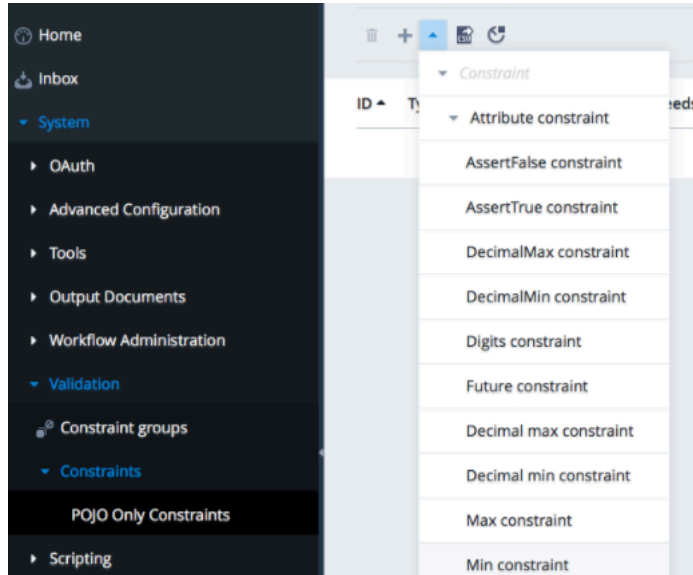 Home
Inbox
System
OAuth
Advanced Configuration
Tools
Output Documents
Workflow Administration
Validation
Constraint groups
Constraints
POJO Only Constraints
Scripting
CSV
ID
Constraint
Attribute constraint
AssertFalse constraint
AssertTrue constraint
DecimalMax constraint
DecimalMin constraint
Digits constraint
Future constraint
Decimal max constraint
Decimal min constraint
Max constraint
Min constraint